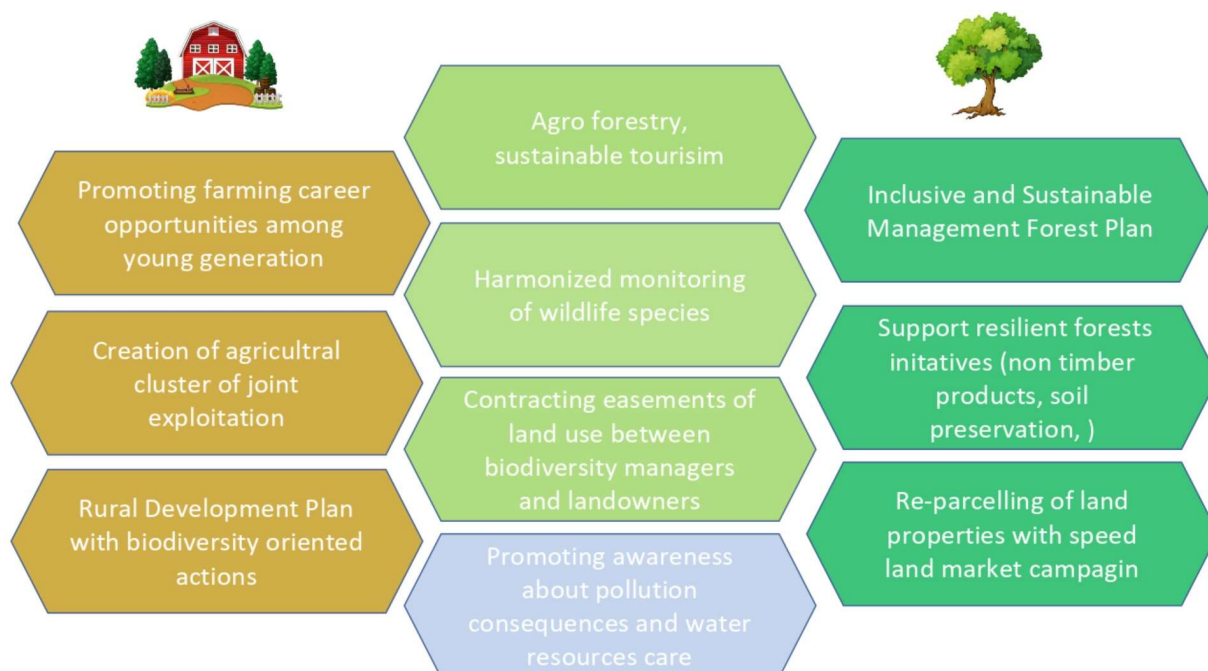 Promoting farming career
opportunities among
young generation
Creation of agricultral
cluster of joint
exploitation
Rural Development Plan
with biodiversity oriented
actions
Agro forestry,
sustainable tourisim
Harmonized monitoring
of wildlife species
Contracting easements of
land use between
biodiversity managers
and landowners
Promoting awareness
about pollution
consequences and water
resources care
Inclusive and Sustainable
Management Forest Plan
Support resilient forests
initatives (non timber
products, soil
preservation, )
Re-parcelling of land
properties with speed
land market campagin